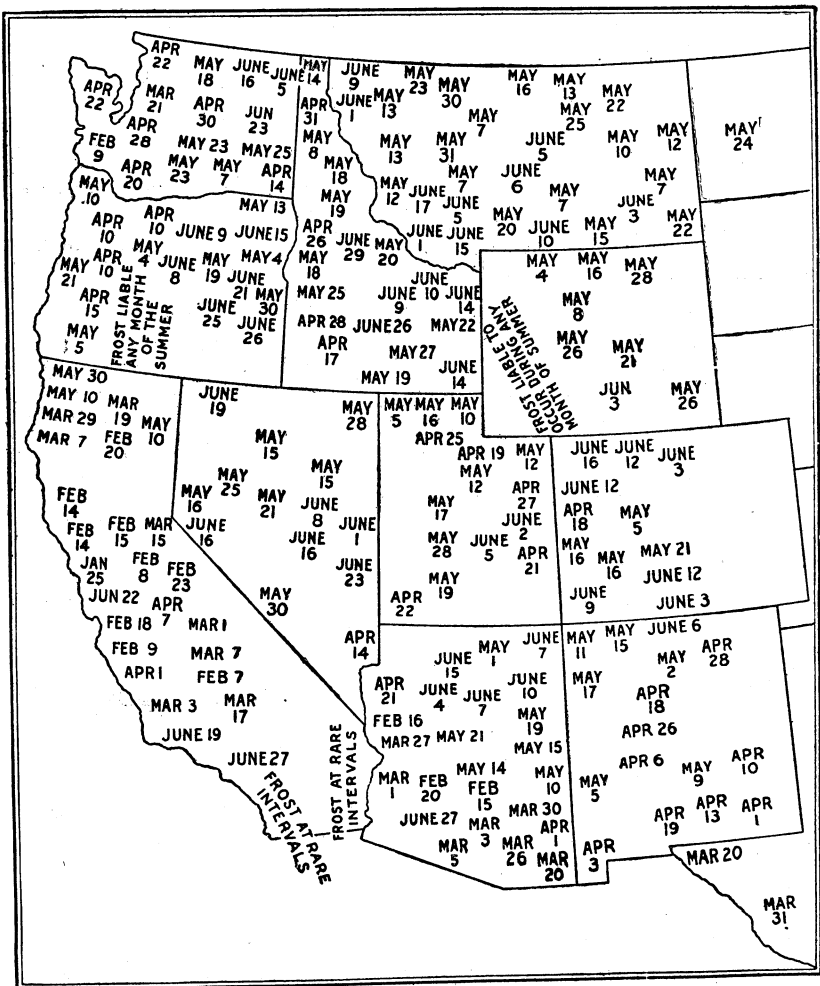 APR
22
MAY
18
JUNE
16
JUNE
5
MAY
14
APR
22
MAR
21
APR
30
JUN
23
APR
28
FEB
9
MAY 23
MAY 25
APR
20
MAY
23
MAY
7
APR
14
JUNE
9
MAY
23
MAY
30
MAY
16
MAY
13
MAY
22
APR
31
JUNE
1
MAY
13
MAY
7
MAY
25
MAY
8
MAY
13
MAY
31
JUNE
5
MAY
10
MAY
12
MAY
24
MAY
18
MAY
19
MAY
12
JUNE
17
MAY
7
JUNE
5
JUNE
6
MAY
7
MAY
7
JUNE
3
MAY
22
MAY
20
JUNE
10
MAY
15
JUNE
1
JUNE
15
MAY
10
MAY 13
APR
10
APR
10
JUNE 9
JUNE 15
MAY
21
APR
10
MAY
4
JUNE
8
MAY
19
MAY 4
JUNE
21
MAY
30
APR
15
JUNE
25
JUNE
26
MAY
5
FROST LIABLE
ANY MONTH
OF THE
SUMMER
APR
26
JUNE
29
MAY
20
MAY
18
MAY 25
JUNE
9
JUNE
10
JUNE
14
APR 28
JUNE 26
MAY 22
APR
17
MAY 27
MAY 19
JUNE
14
MAY
4
MAY
16
MAY
28
MAY
8
MAY
26
MAY
21
JUN
3
MAY
26
FROST LIABLE TO
OCCUR DURING ANY
MONTH OF SUMMER
MAY 30
MAY 10
MAR
19
MAR 29
MAY
10
MAR 7
FEB
20
FEB
14
FEB
14
FEB
15
MAR
15
JAN
25
FEB
8
FEB
23
JUN 22
APR
7
FEB 18
MAR 1
FEB 9
MAR 7
APR 1
FEB 7
MAR 3
MAR
17
JUNE 19
JUNE 27
FROST AT RARE
INTERVALS
FROST AT RARE
INTERVALS
JUNE
19
MAY
28
MAY
15
MAY
25
MAY
15
MAY
16
MAY
21
JUNE
8
JUNE
16
JUNE
16
JUNE
1
JUNE
23
MAY
30
APR
14
MAY
5
MAY
16
MAY
10
APR 25
APR 19
MAY
12
MAY
12
APR
27
MAY
17
JUNE
2
MAY
28
JUNE
5
APR
21
MAY
19
APR
22
JUNE
16
JUNE
12
JUNE
3
JUNE 12
APR
18
MAY
5
MAY
16
MAY
16
MAY 21
JUNE 12
JUNE
9
JUNE 3
JUNE
15
MAY
1
JUNE
7
APR
21
JUNE
4
JUNE
7
JUNE
10
FEB 16
MAY
19
MAR 27
MAY 21
MAY 15
MAR
1
FEB
20
MAY 14
FEB
15
MAY
10
JUNE 27
MAR 30
MAR
3
APR
1
MAR
5
MAR
26
MAR
20
MAY
11
MAY
15
JUNE 6
MAY
17
MAY
2
APR
28
APR
18
APR 26
APR 6
MAY
9
APR
10
MAY
5
APR
19
APR
13
APR
1
APR
3
MAR 20
MAR
31